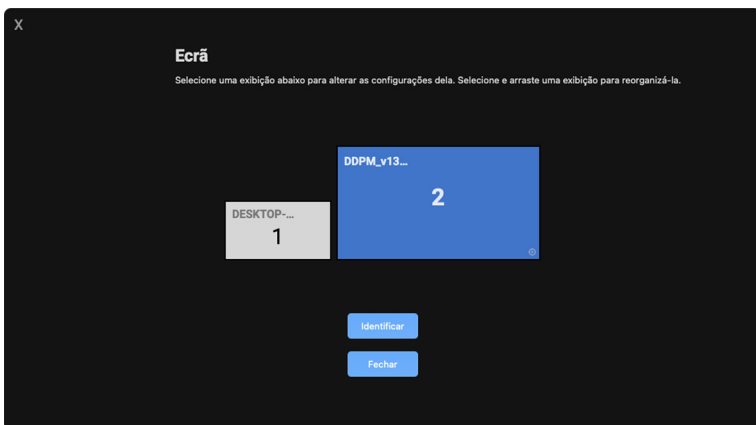 X
Ecrã
Selecione uma exibição abaixo para alterar as configurações dela. Selecione e arraste uma exibição para reorganizá-la.
DDPM_v13...
2
DESKTOP-...
1
Identificar
Fechar